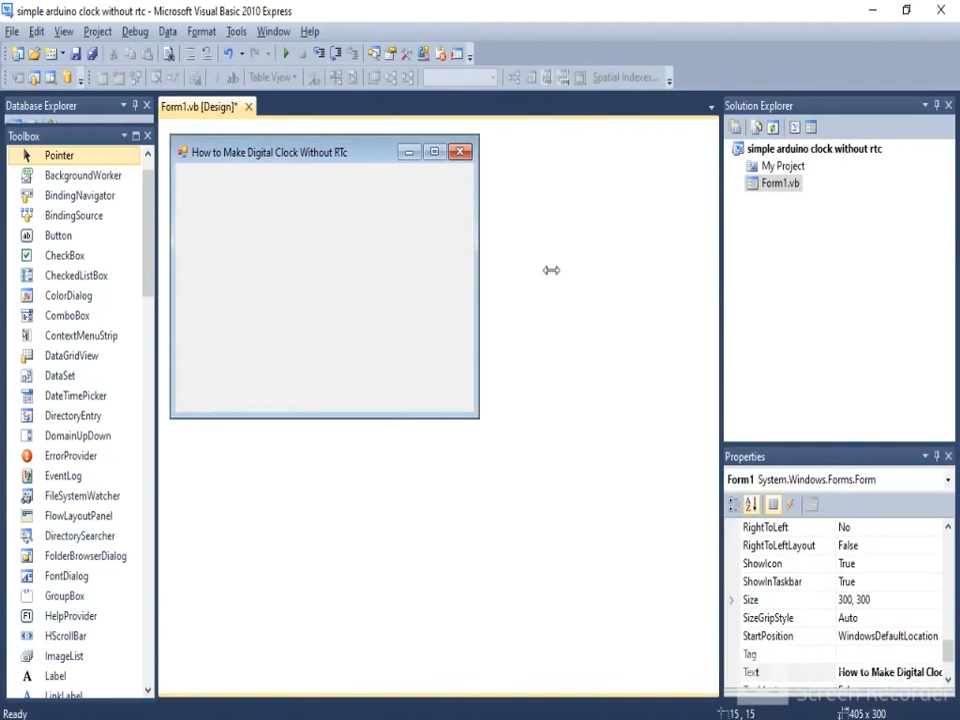 simple arduino clock without rtc - Microsoft Visual Basic 2010 Express
File Edit View Project Debug Data Format Tools Window Help
Table View
Spatial Indexes...
Database Explorer
Toolbox
Pointer
BackgroundWorker
BindingNavigator
BindingSource
Button
CheckBox
CheckedListBox
ColorDialog
ComboBox
ContextMenuStrip
DataGridView
DataSet
DateTimePicker
DirectoryEntry
DomainUpDown
ErrorProvider
EventLog
FileSystemWatcher
FlowLayoutPanel
DirectorySearcher
FolderBrowserDialog
FontDialog
GroupBox
HelpProvider
HScrollBar
ImageList
Label
LinkLabel
Form1.vb [Design]*
How to Make Digital Clock Without RTc
Solution Explorer
simple arduino clock without rtc
My Project
Form1.vb
Properties
Form1 System.Windows.Forms.Form
RightToLeft No
RightToLeftLayout False
ShowIcon True
ShowInTaskbar True
Size 300, 300
SizeGripStyle Auto
StartPosition WindowsDefaultLocation
Tag
Text How to Make Digital Cloc
Screen Recorder
Ready
15 , 15
405 x 300